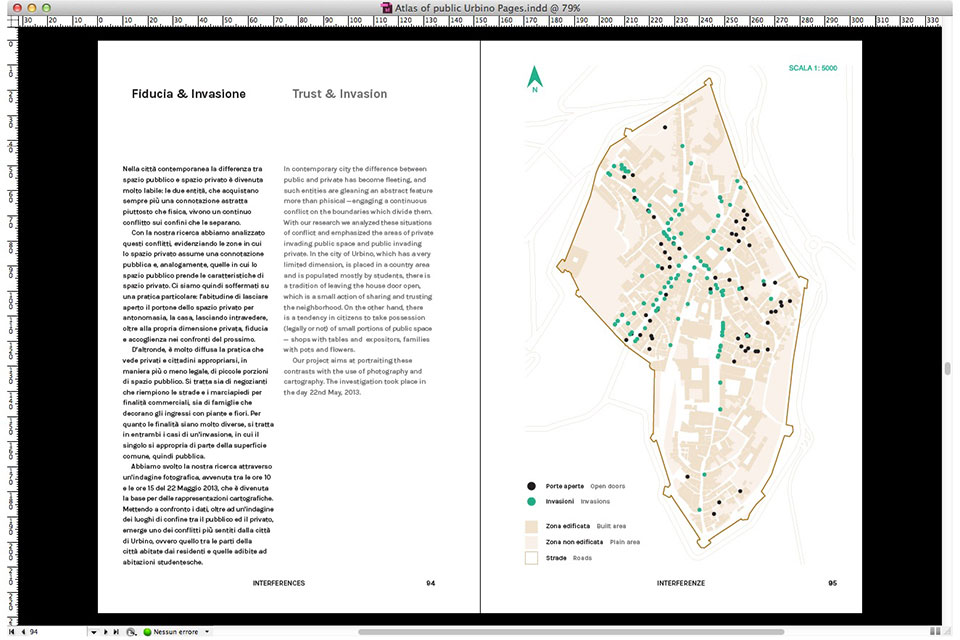 Atlas of public Urbino Pages.indd @ 79%
Fiducia & Invasione
Trust & Invasion
Nella città contemporanea la differenza tra
spazio pubblico e spazio privato è divenuta
molto labile: le due entità, che acquistano
sempre più una connotazione astratta
piuttosto che fisica, vivono un continuo
conflitto sui confini che le separano.
Con la nostra ricerca abbiamo analizzato
questi conflitti, evidenziando le zone in cui
lo spazio privato assume una connotazione
pubblica e, analogamente, quelle in cui lo
spazio pubblico prende le caratteristiche di
spazio privato. Ci siamo quindi soffermati su
una pratica particolare: l'abitudine di lasciare
aperto il portone dello spazio privato per
antonomasia, la casa, lasciando intravedere,
oltre alla propria dimensione privata, fiducia
e accoglienza nei confronti del prossimo.
D'altronde, è molto diffusa la pratica che
vede privati e cittadini appropriarsi, in
maniera più o meno legale, di piccole porzioni
di spazio pubblico. Si tratta sia di negozianti
che riempiono le strade e i marciapiedi per
finalità commerciali, sia di famiglie che
decorano gli ingressi con piante e fiori. Per
quanto le finalità siano molto diverse, si tratta
in entrambi i casi di un'invasione, in cui il
singolo si appropria di parte della superficie
comune, quindi pubblica.
Abbiamo svolto la nostra ricerca attraverso
un'indagine fotografica, avvenuta tra le ore 10
e le ore 15 del 22 Maggio 2013, che è divenuta
la base per delle rappresentazioni cartografiche.
Mettendo a confronto i dati, oltre ad un'indagine
dei luoghi di confine tra il pubblico ed il privato,
emerge uno dei conflitti più sentiti dalla città
di Urbino, ovvero quello tra le parti della
città abitate dai residenti e quelle adibite ad
abitazioni studentesche.
In contemporary city the difference between
public and private has become fleeting, and
such entities are gleaning an abstract feature
more than phisical — engaging a continuous
conflict on the boundaries which divide them.
With our research we analyzed these situations
of conflict and emphasized the areas of private
invading public space and public invading
private. In the city of Urbino, which has a very
limited dimension, is placed in a country area
and is populated mostly by students, there is
a tradition of leaving the house door open,
which is a small action of sharing and trusting
the neighborhood. On the other hand, there
is a tendency in citizens to take possession
(legally or not) of small portions of public space
— shops with tables and expositors, families
with pots and flowers.
Our project aims at portraiting these
contrasts with the use of photography and
cartography. The investigation took place in
the day 22nd May, 2013.
INTERFERENCES 94
N
SCALA 1: 5000
Porte aperte Open doors
Invasioni Invasions
Zona edificata Built area
Zona non edificata Plain area
Strade Roads
INTERFERENZE 95
94 Nessun errore